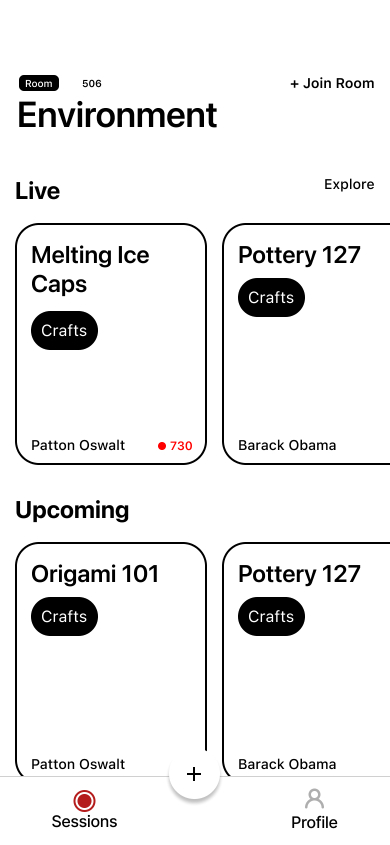 Room 506 + Join Room
Environment
Live Explore
Melting Ice
Caps
Crafts
Patton Oswalt 730
Pottery 127
Crafts
Barack Obama
Upcoming
Origami 101
Crafts
Patton Oswalt
Pottery 127
Crafts
Barack Obama
+
Sessions Profile